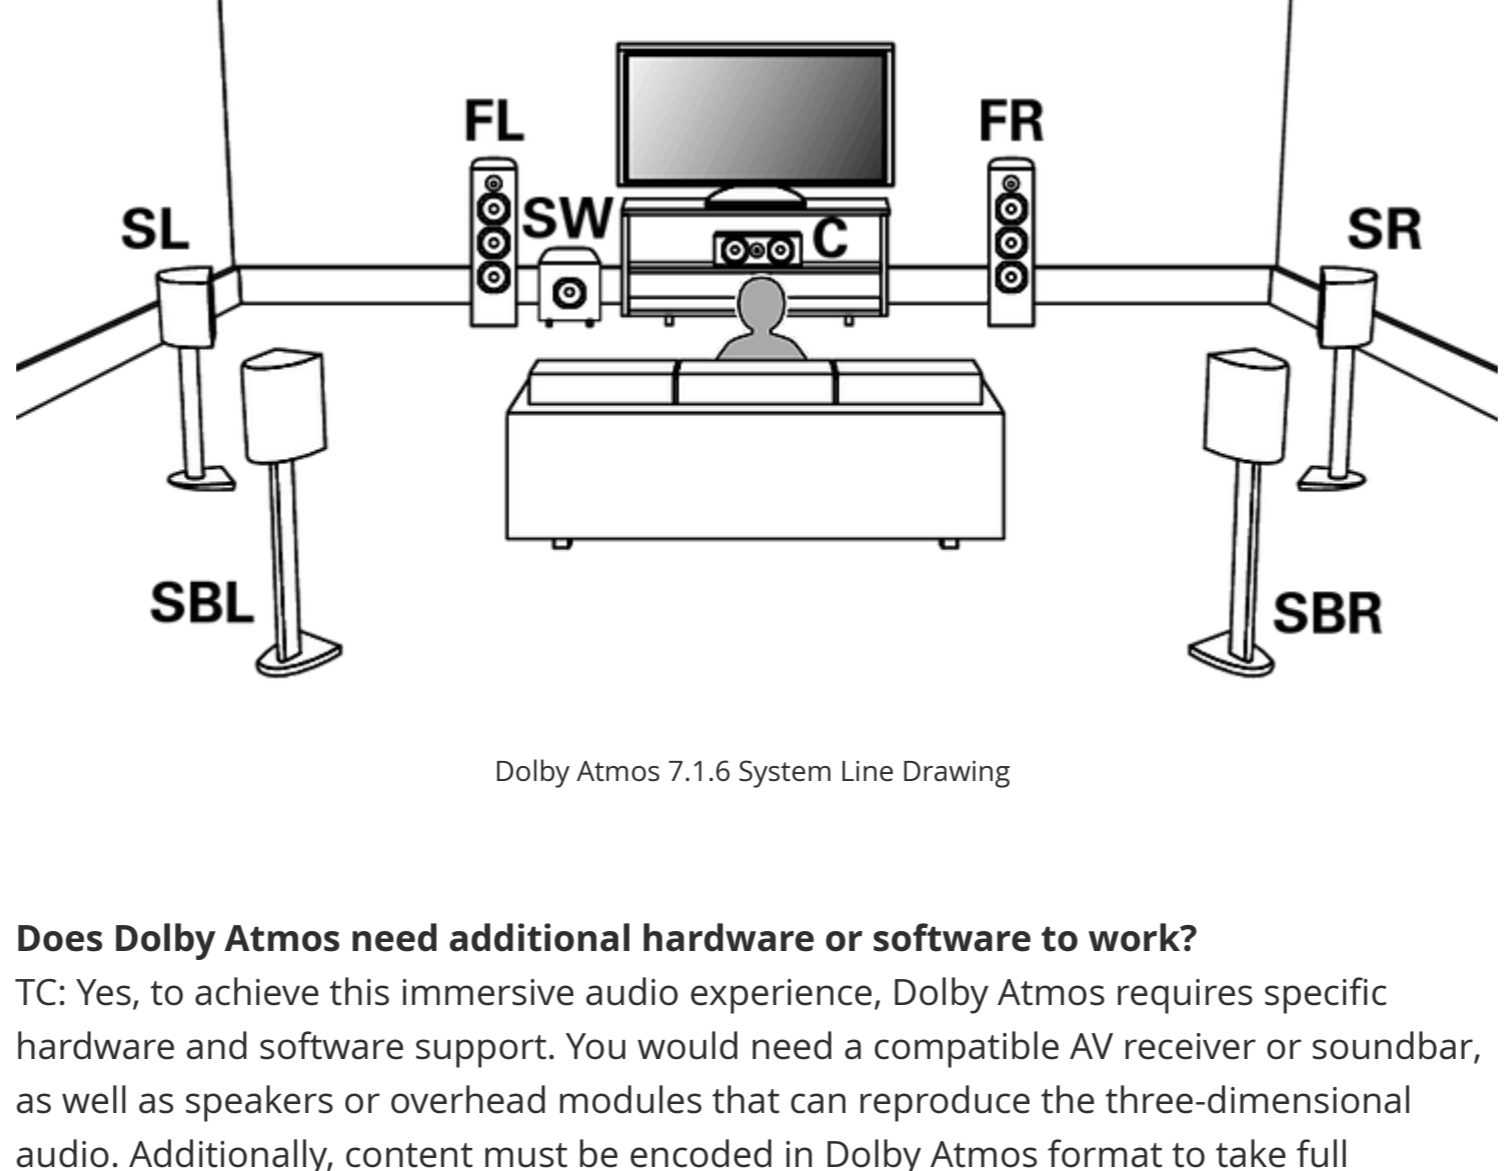 FL
FR
SW
C
SL
SR
SBL
SBR
Dolby Atmos 7.1.6 System Line Drawing
Does Dolby Atmos need additional hardware or software to work?
TC: Yes, to achieve this immersive audio experience, Dolby Atmos requires specific
hardware and software support. You would need a compatible AV receiver or soundbar,
as well as speakers or overhead modules that can reproduce the three-dimensional
audio. Additionally, content must be encoded in Dolby Atmos format to take full